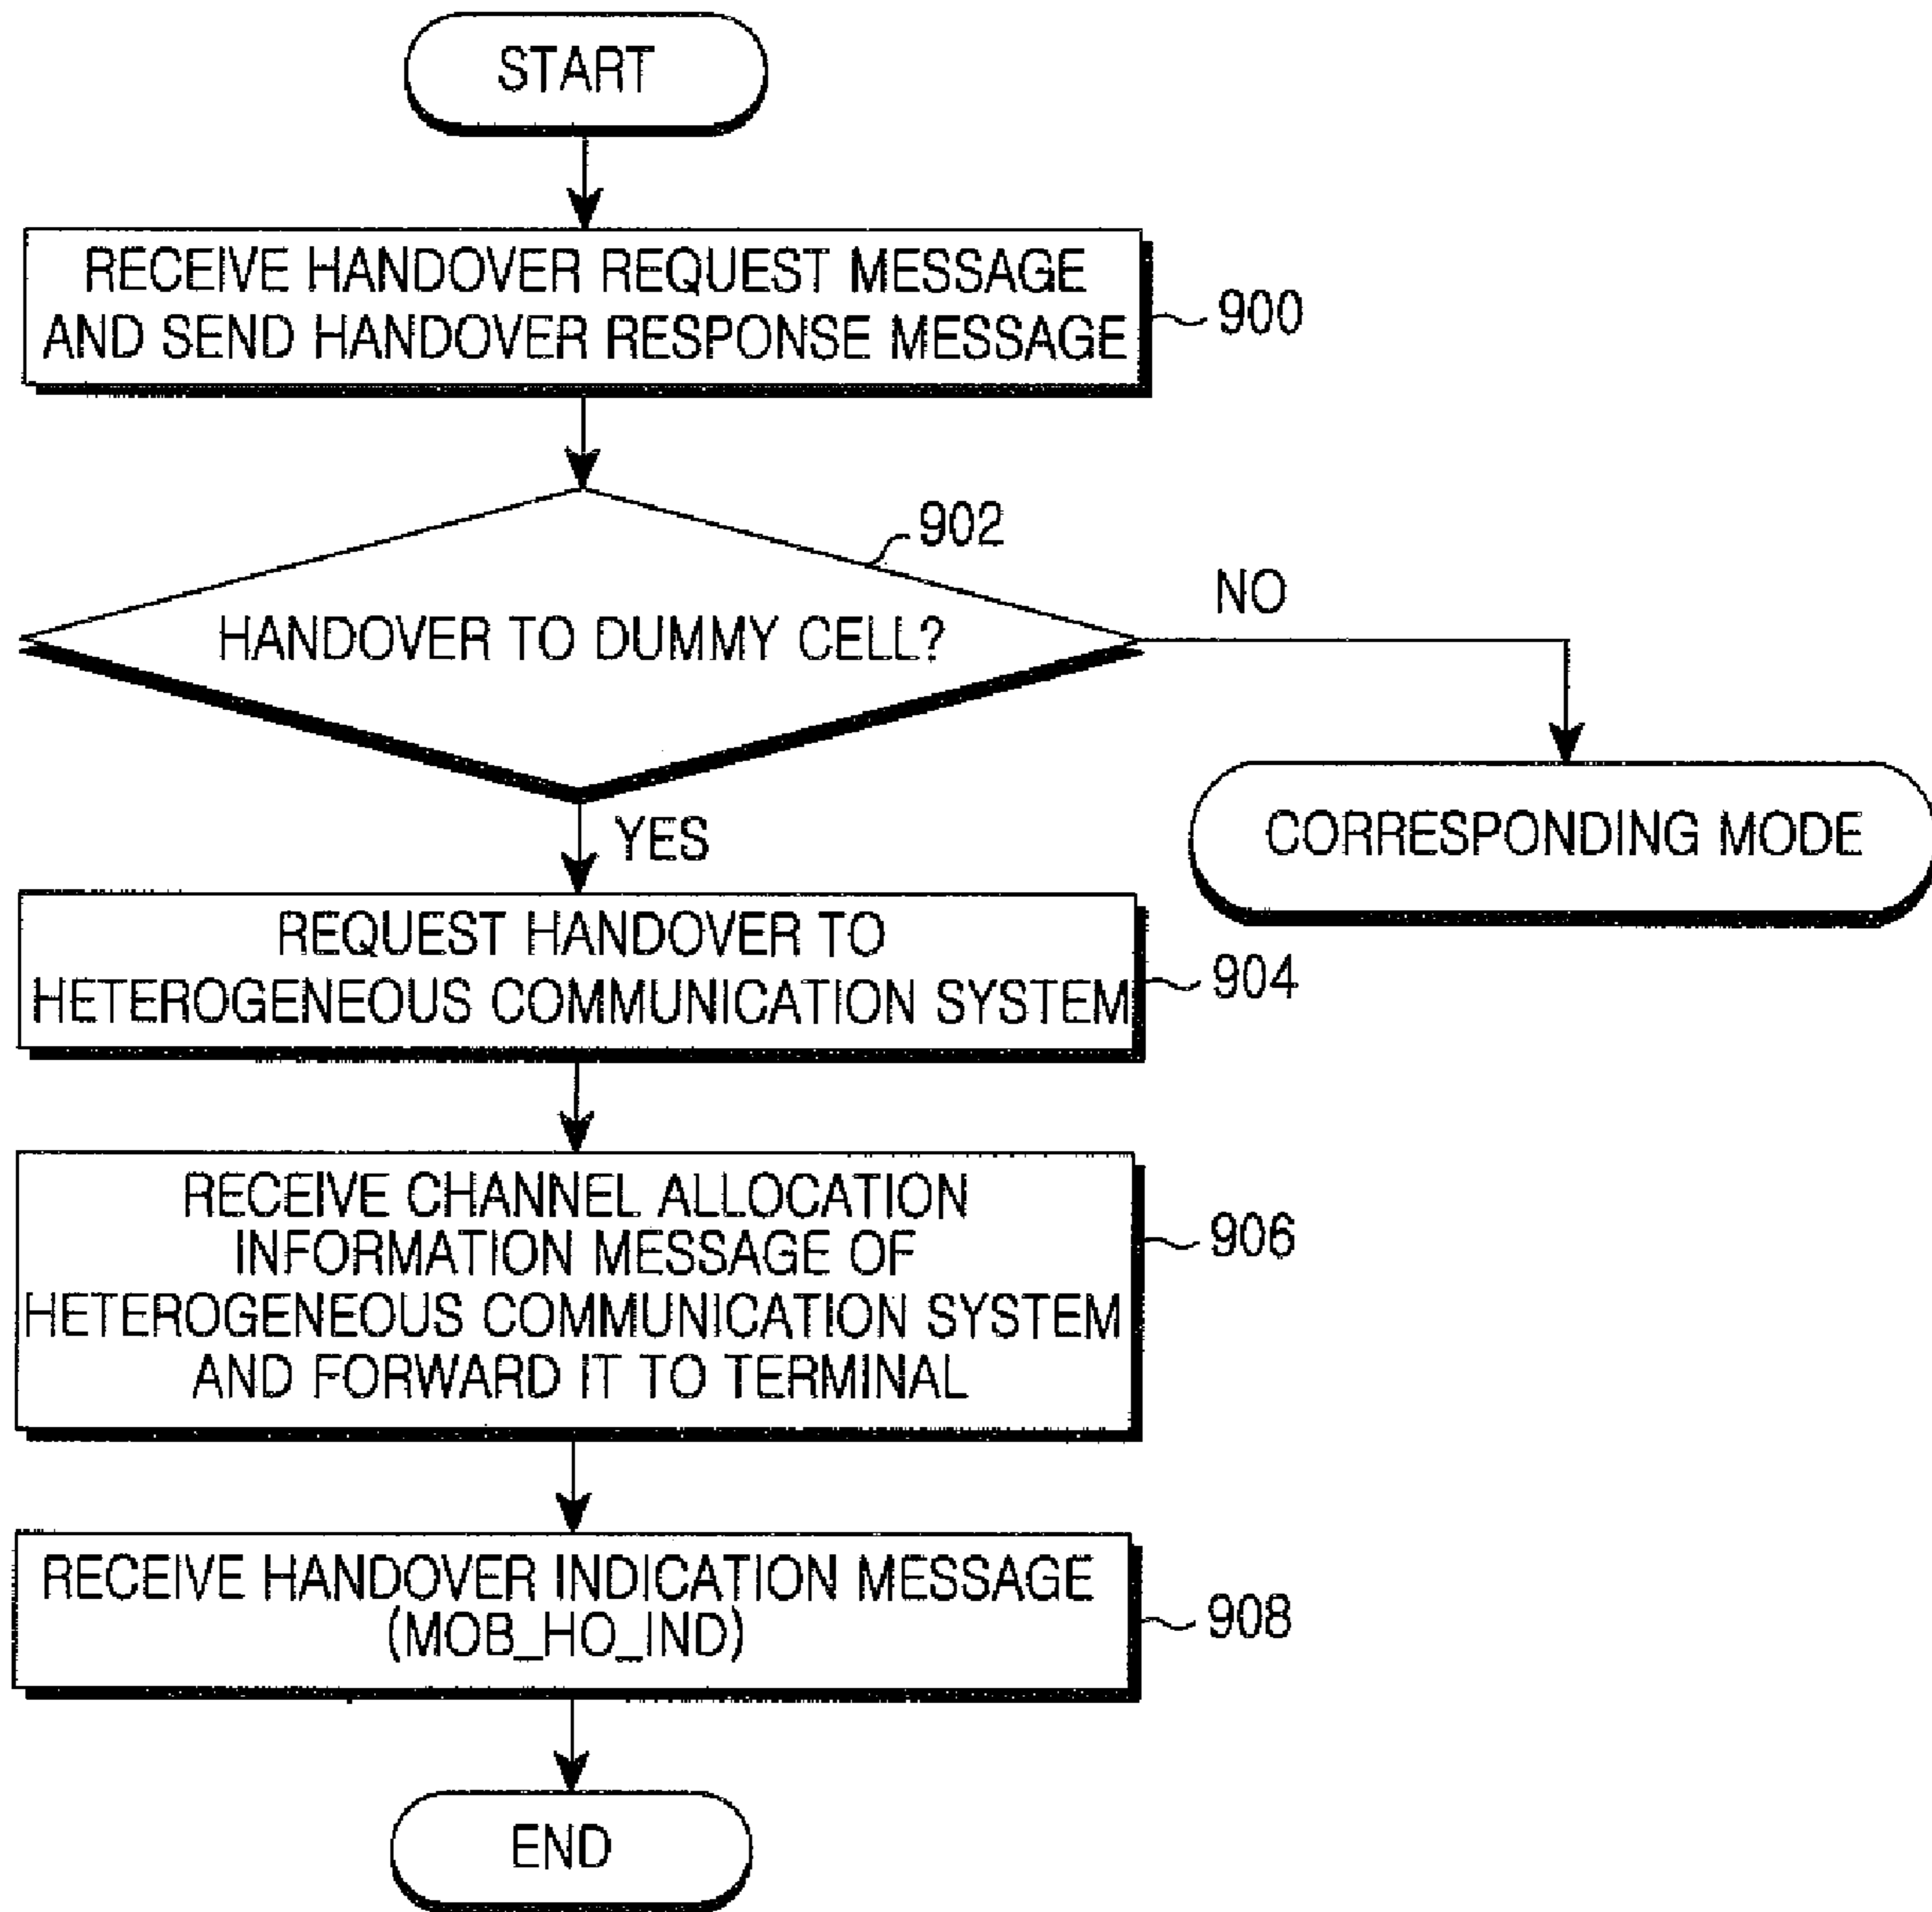 START
RECEIVE HANDOVER REQUEST MESSAGE
AND SEND HANDOVER RESPONSE MESSAGE
900
902
HANDOVER TO DUMMY CELL?
NO
CORRESPONDING MODE
YES
REQUEST HANDOVER TO
HETEROGENEOUS COMMUNICATION SYSTEM
904
RECEIVE CHANNEL ALLOCATION
INFORMATION MESSAGE OF
HETEROGENEOUS COMMUNICATION SYSTEM
AND FORWARD IT TO TERMINAL
906
RECEIVE HANDOVER INDICATION MESSAGE
(MOB_HO_IND)
908
END